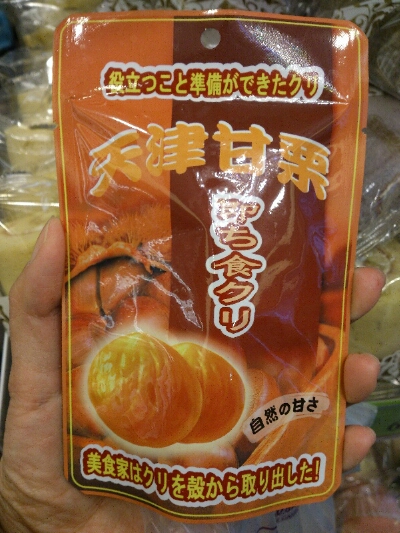 役立つこと準備ができたクリ
天津甘栗
即ち食クリ
自然の甘さ
美食家はクリを殻から取り出した!